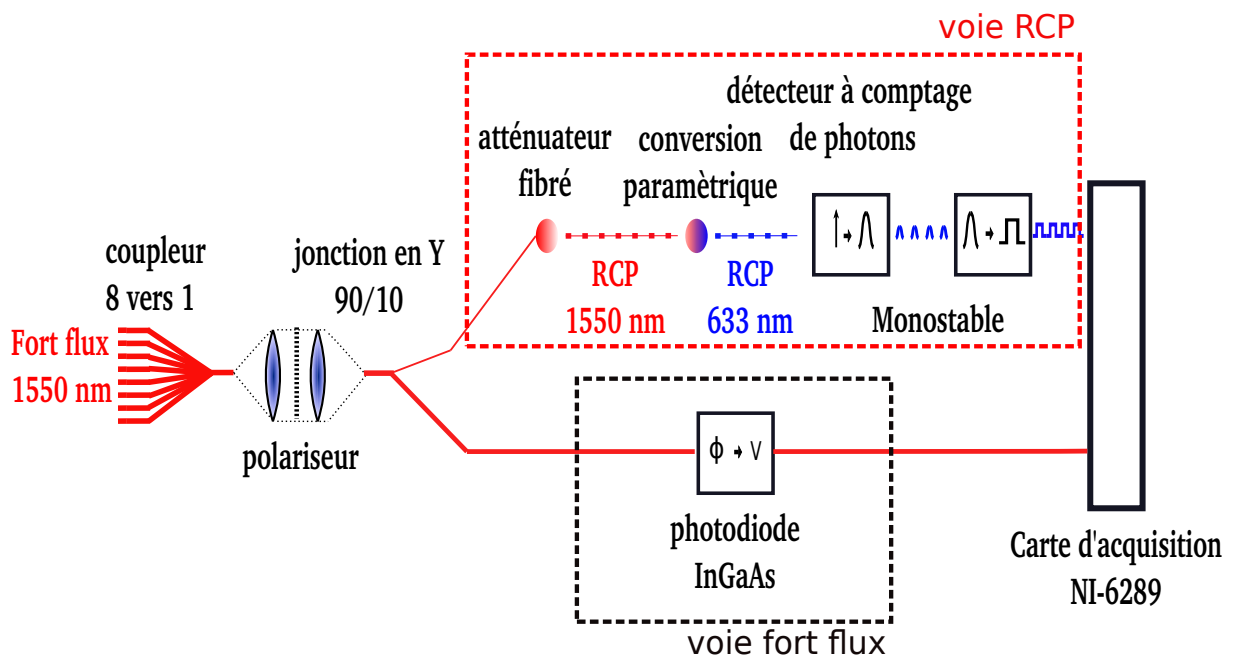 voie RCP
détecteur à comptage
de photons
atténuateur
fibré
conversion
paramètrique
coupleur
8 vers 1
jonction en Y
90/10
RCP
1550 nm
RCP
633 nm
Monostable
Fort flux
1550 nm
polariseur
ϕ → V
photodiode
InGaAs
Carte d'acquisition
NI-6289
voie fort flux